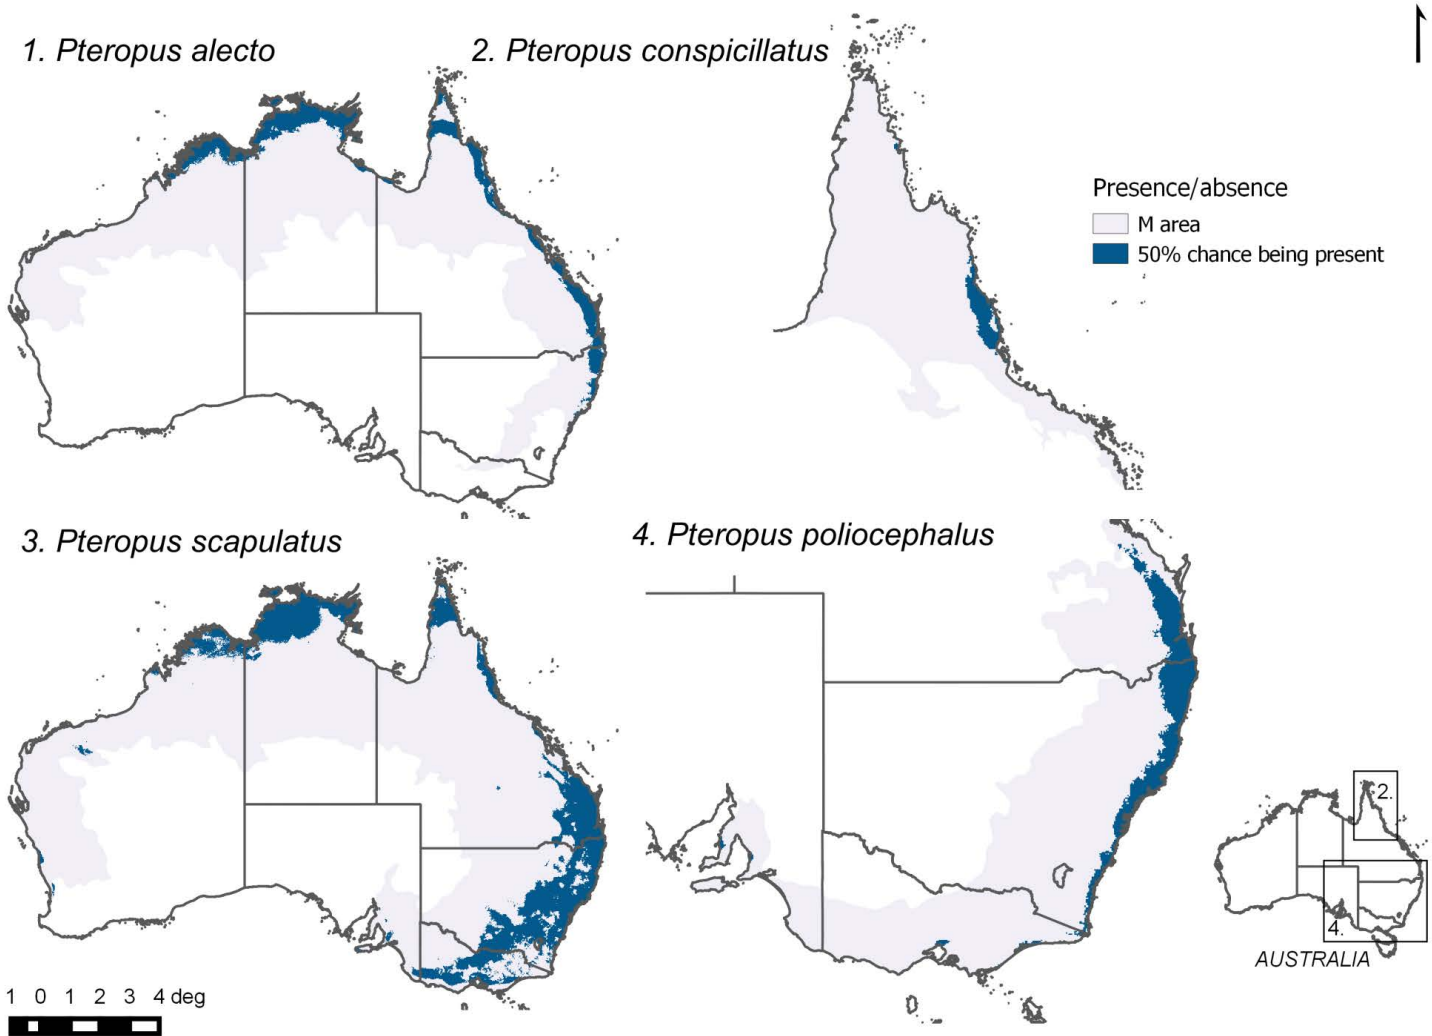 1. Pteropus alecto
2. Pteropus conspicillatus
Presence/absence
M area
50% chance being present
3. Pteropus scapulatus
4. Pteropus poliocephalus
2.
4.
AUSTRALIA
1 0 1 2 3 4 deg